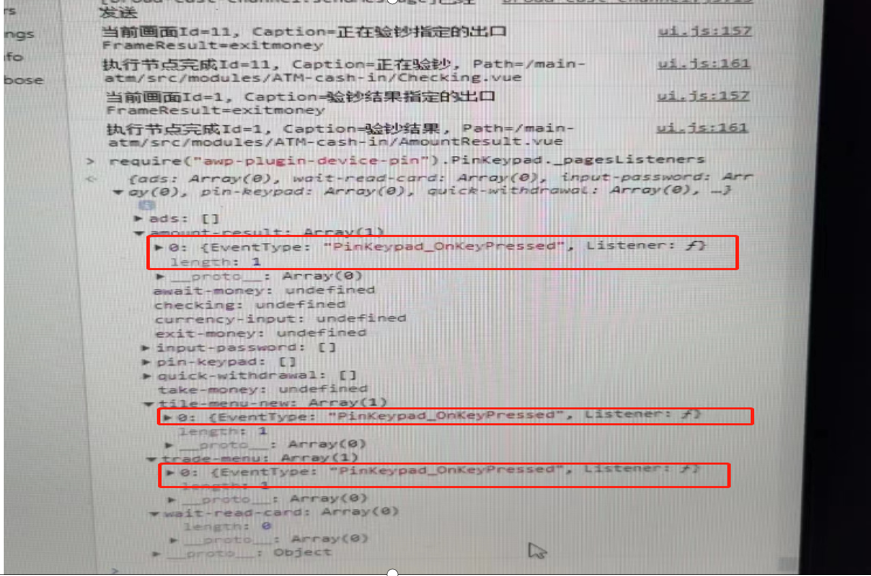 发送
ings
当前画面Id=11, Caption=正在验钞指定的出口 ui.js:157
FrameResult=exitmoney
nfo
执行节点完成Id=11, Caption=正在验钞, Path=/main- ui.js:161
bose
atm/src/modules/ATM-cash-in/Checking.vue
当前画面Id=1, Caption=验钞结果指定的出口 ui.js:157
FrameResult=exitmoney
执行节点完成Id=1, Caption=验钞结果, Path=/main- ui.js:161
atm/src/modules/ATM-cash-in/AmountResult.vue
> require("awp-plugin-device-pin").PinKeypad._pagesListeners
{ads: Array(0), wait-read-card: Array(0), input-password: Arr
▼ay(0), pin-keypad: Array(0), quick-withdrawal: Array(0), …}
▶ads: []
▼amount-result: Array(1)
▶0: {EventType: "PinKeypad_OnKeyPressed", Listener: ƒ}
length: 1
▶__proto__: Array(0)
await-money: undefined
checking: undefined
currency-input: undefined
exit-money: undefined
▶input-password: []
▶pin-keypad: []
▶quick-withdrawal: []
take-money: undefined
▼tile-menu-new: Array(1)
▶0: {EventType: "PinKeypad_OnKeyPressed", Listener: ƒ}
length: 1
▶__proto__: Array(0)
▼trade-menu: Array(1)
▶0: {EventType: "PinKeypad_OnKeyPressed", Listener: ƒ}
length: 1
▶__proto__: Array(0)
▼wait-read-card: Array(0)
length: 0
▶__proto__: Array(0)
▶__proto__: Object
>